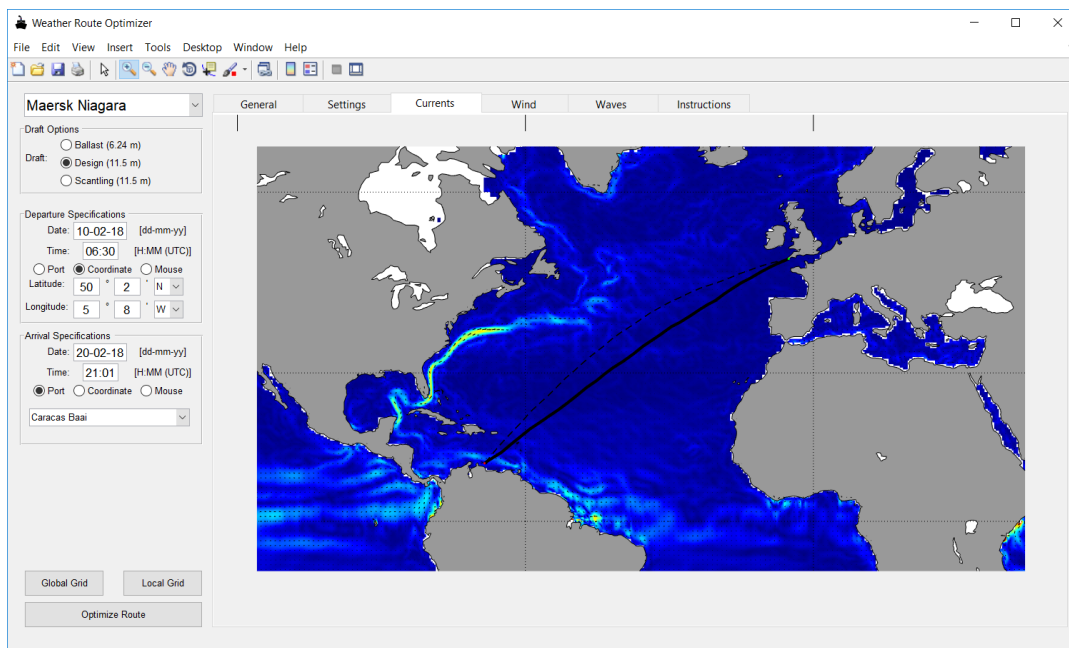 Weather Route Optimizer
File Edit View Insert Tools Desktop Window Help
Maersk Niagara
General Settings Currents Wind Waves Instructions
Draft Options
Draft:
Ballast (6.24 m)
Design (11.5 m)
Scantling (11.5 m)
Departure Specifications
Date: 10-02-18 [dd-mm-yy]
Time: 06:30 [H:MM (UTC)]
Port Coordinate Mouse
Latitude: 50 ° 2 ' N
Longitude: 5 ° 8 ' W
Arrival Specifications
Date: 20-02-18 [dd-mm-yy]
Time: 21:01 [H:MM (UTC)]
Port Coordinate Mouse
Caracas Baai
Global Grid Local Grid
Optimize Route